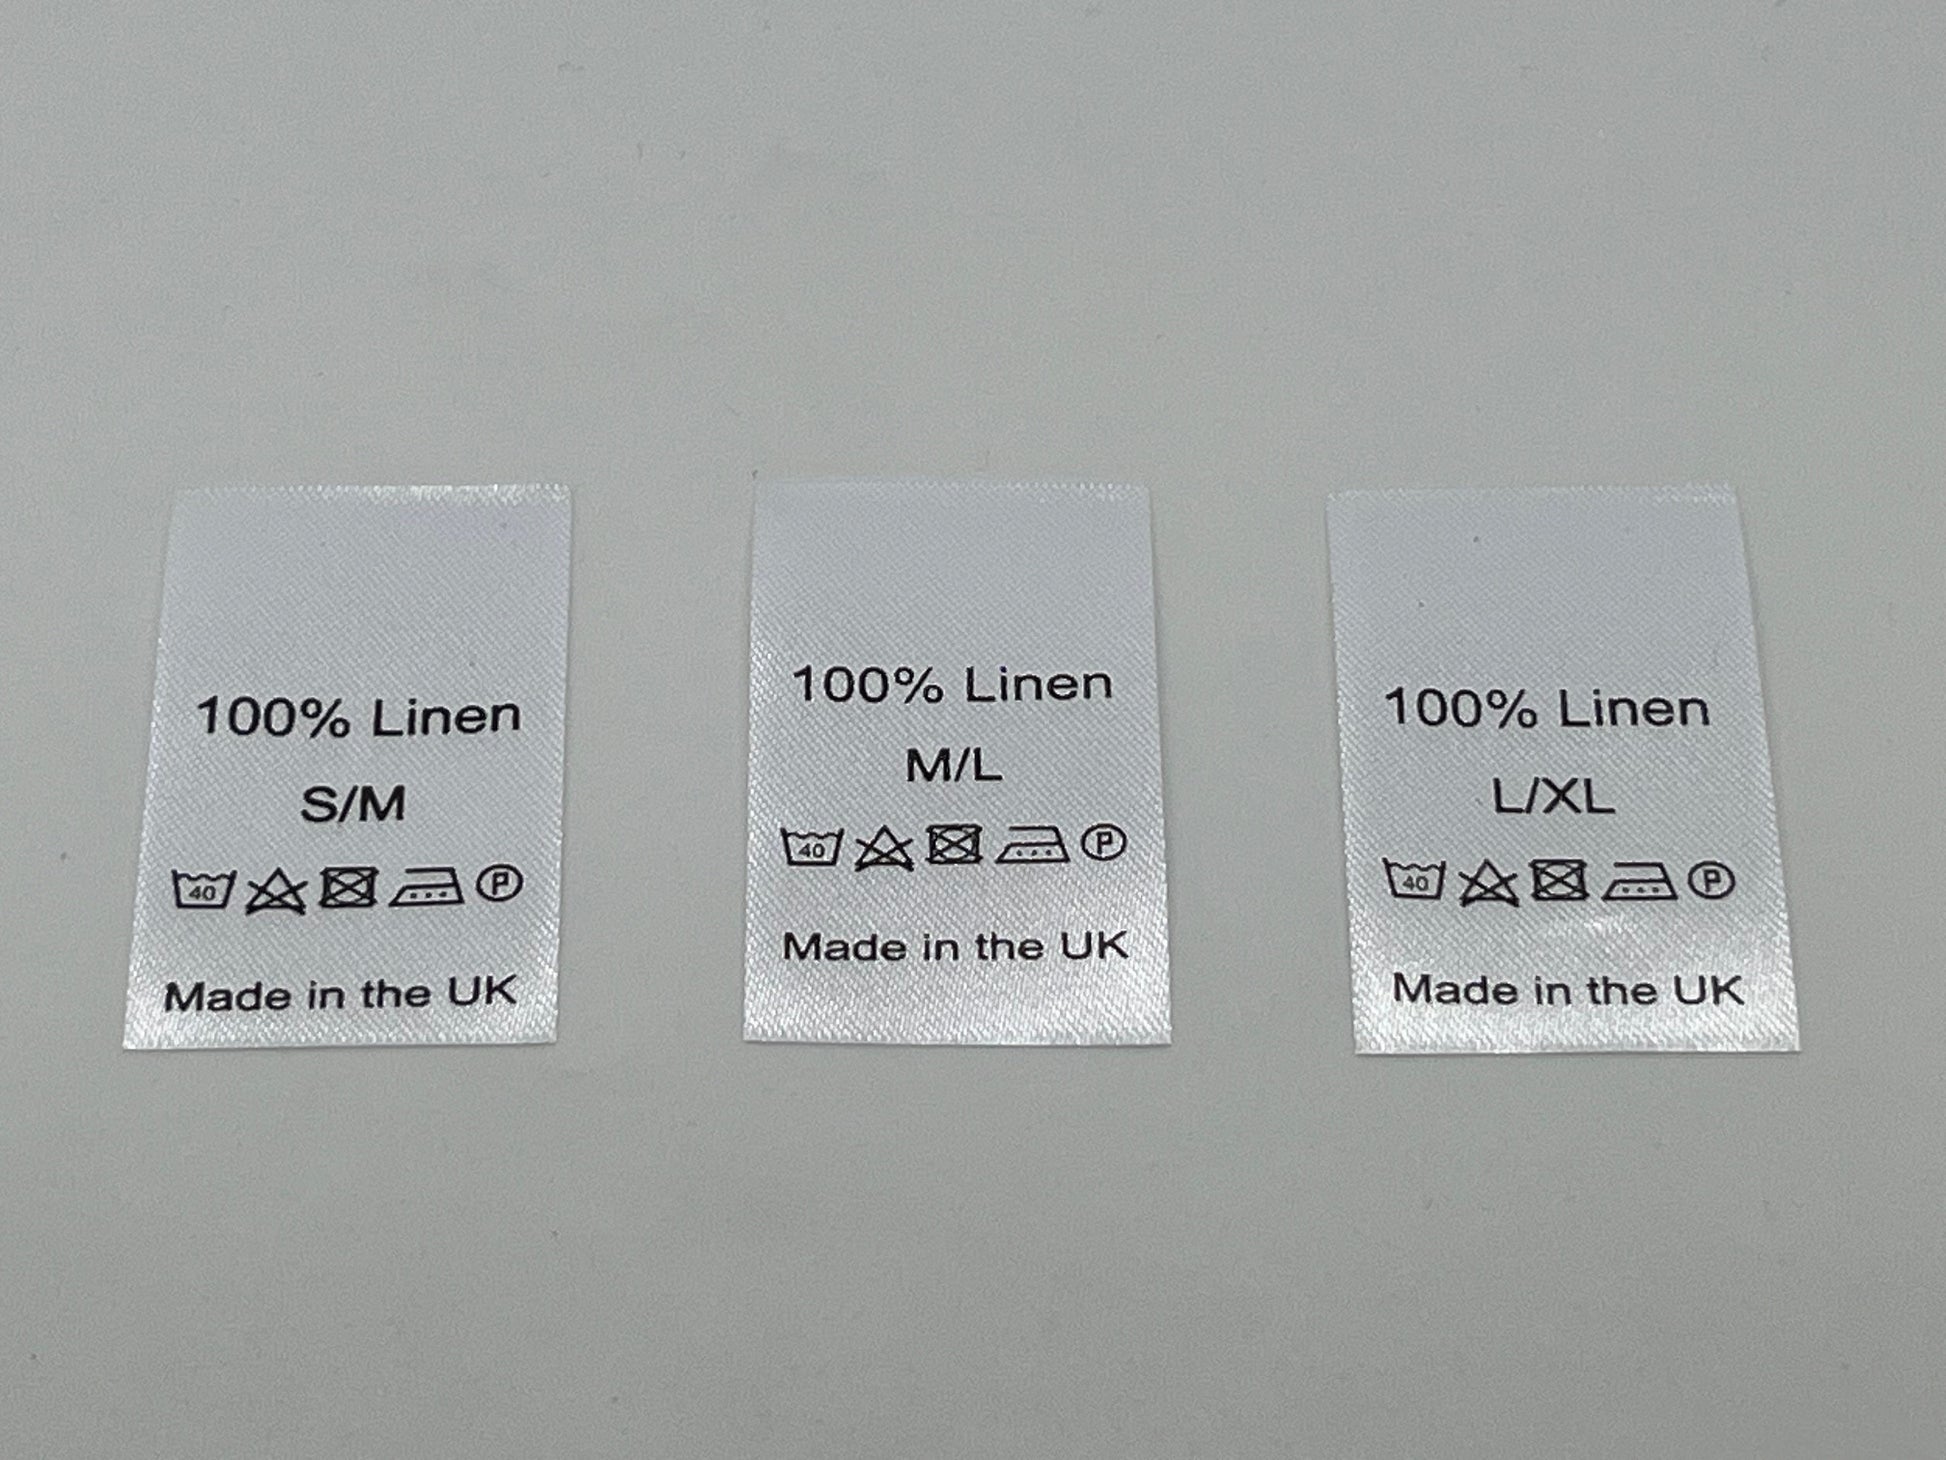 100% Linen
S/M
40 P
Made in the UK
100% Linen
M/L
40 P
Made in the UK
100% Linen
L/XL
40 P
Made in the UK